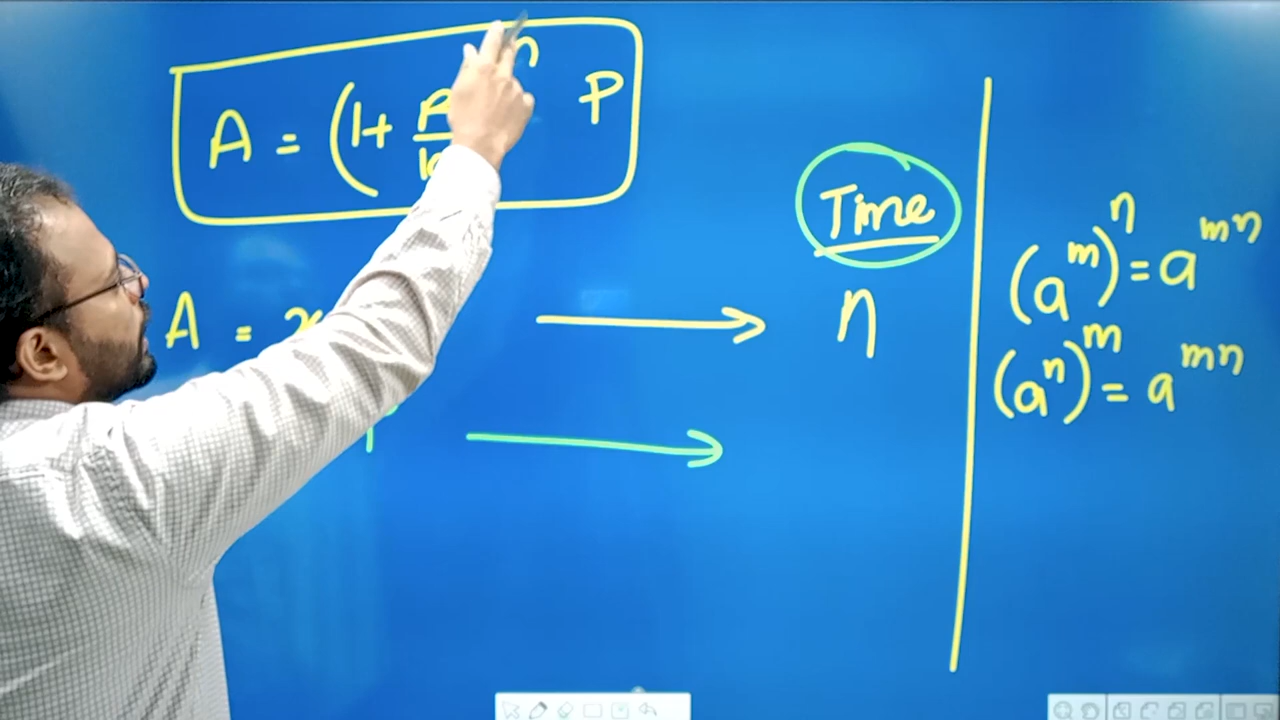 A = (1+ n P
A = x
Time
n
(a^m)^n = a^mn
(a^n)^m = a^mn